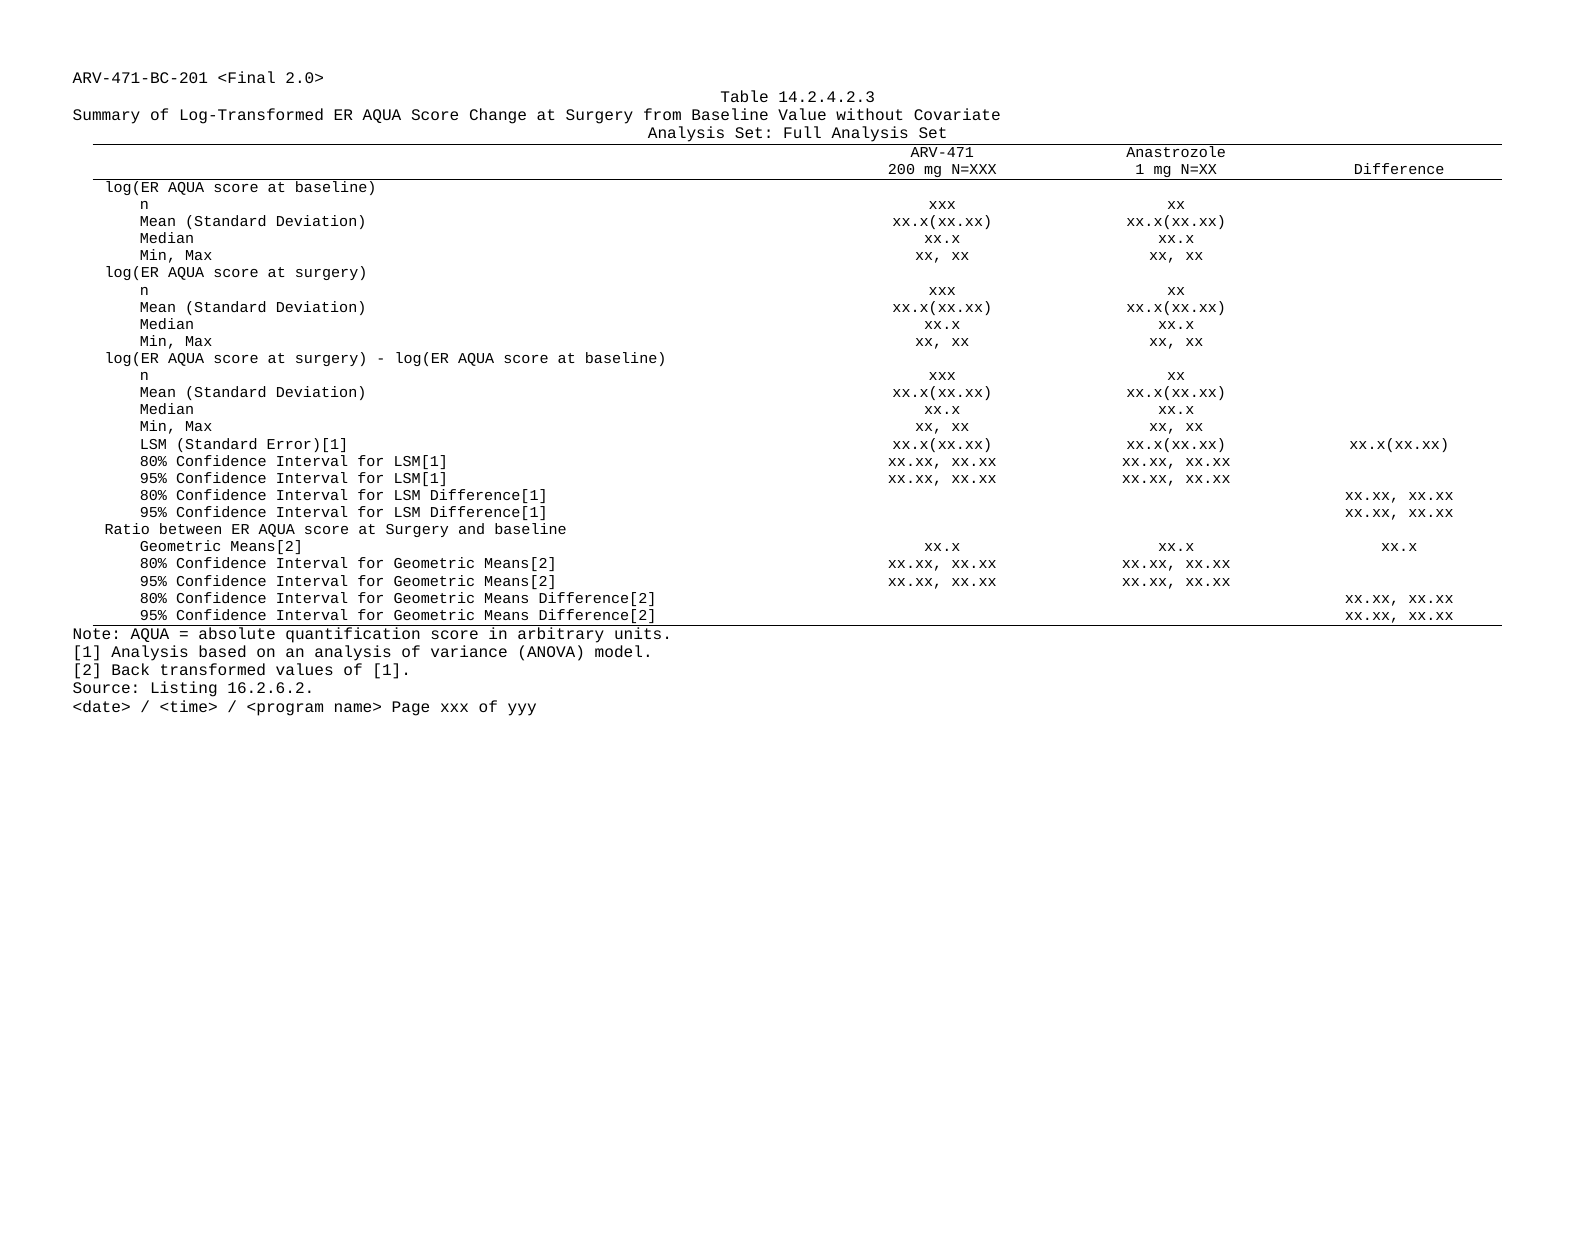 ARV-471-BC-201 <Final 2.0>
Table 14.2.4.2.3
Summary of Log-Transformed ER AQUA Score Change at Surgery from Baseline Value without Covariate
Analysis Set: Full Analysis Set
ARV-471 Anastrozole
200 mg N=XXX 1 mg N=XX Difference
log(ER AQUA score at baseline)
n xxx xx
Mean (Standard Deviation) xx.x(xx.xx) xx.x(xx.xx)
Median xx.x xx.x
Min, Max xx, xx xx, xx
log(ER AQUA score at surgery)
n xxx xx
Mean (Standard Deviation) xx.x(xx.xx) xx.x(xx.xx)
Median xx.x xx.x
Min, Max xx, xx xx, xx
log(ER AQUA score at surgery) - log(ER AQUA score at baseline)
n xxx xx
Mean (Standard Deviation) xx.x(xx.xx) xx.x(xx.xx)
Median xx.x xx.x
Min, Max xx, xx xx, xx
LSM (Standard Error)[1] xx.x(xx.xx) xx.x(xx.xx) xx.x(xx.xx)
80% Confidence Interval for LSM[1] xx.xx, xx.xx xx.xx, xx.xx
95% Confidence Interval for LSM[1] xx.xx, xx.xx xx.xx, xx.xx
80% Confidence Interval for LSM Difference[1] xx.xx, xx.xx
95% Confidence Interval for LSM Difference[1] xx.xx, xx.xx
Ratio between ER AQUA score at Surgery and baseline
Geometric Means[2] xx.x xx.x xx.x
80% Confidence Interval for Geometric Means[2] xx.xx, xx.xx xx.xx, xx.xx
95% Confidence Interval for Geometric Means[2] xx.xx, xx.xx xx.xx, xx.xx
80% Confidence Interval for Geometric Means Difference[2] xx.xx, xx.xx
95% Confidence Interval for Geometric Means Difference[2] xx.xx, xx.xx
Note: AQUA = absolute quantification score in arbitrary units.
[1] Analysis based on an analysis of variance (ANOVA) model.
[2] Back transformed values of [1].
Source: Listing 16.2.6.2.
<date> / <time> / <program name> Page xxx of yyy